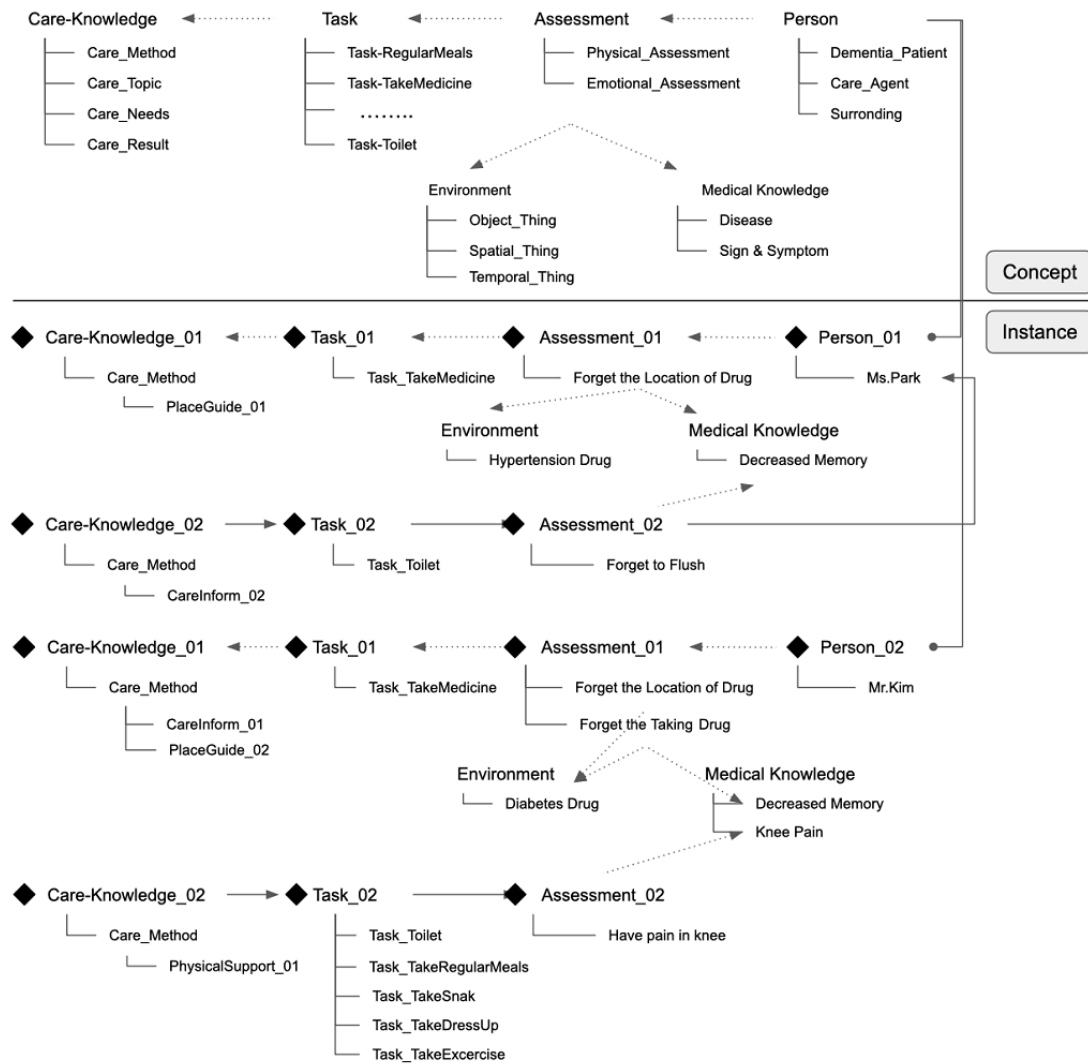 Care-Knowledge Task Assessment Person
Care_Method Task-RegularMeals Physical_Assessment Dementia_Patient
Care_Topic Task-TakeMedicine Emotional_Assessment Care_Agent
Care_Needs ........ Surronding
Care_Result Task-Toilet
Environment Medical Knowledge
Object_Thing Disease
Spatial_Thing Sign & Symptom
Temporal_Thing
Concept
Instance
Care-Knowledge_01 Task_01 Assessment_01 Person_01
Care_Method Task_TakeMedicine Forget the Location of Drug Ms.Park
PlaceGuide_01
Environment Medical Knowledge
Hypertension Drug Decreased Memory
Care-Knowledge_02 Task_02 Assessment_02
Care_Method Task_Toilet Forget to Flush
CareInform_02
Care-Knowledge_01 Task_01 Assessment_01 Person_02
Care_Method Task_TakeMedicine Forget the Location of Drug Mr.Kim
CareInform_01 Forget the Taking Drug
PlaceGuide_02
Environment Medical Knowledge
Diabetes Drug Decreased Memory
Knee Pain
Care-Knowledge_02 Task_02 Assessment_02
Care_Method Task_Toilet Have pain in knee
PhysicalSupport_01 Task_TakeRegularMeals
Task_TakeSnak
Task_TakeDressUp
Task_TakeExcercise